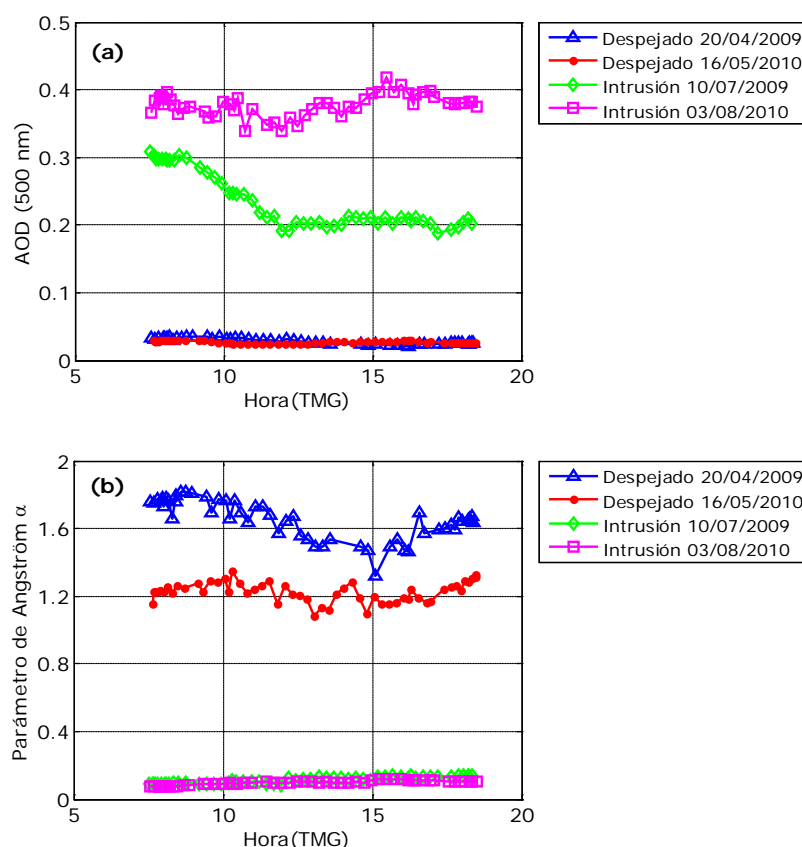 0.5
(a)
0.4
0.3
0.2
0.1
0
AOD (500 nm)
5
10
15
20
Hora(TMG)
Despejado 20/04/2009
Despejado 16/05/2010
Intrusión 10/07/2009
Intrusión 03/08/2010
2
(b)
1.6
1.2
0.8
0.4
0
Parámetro de Angström α
5
10
15
20
Hora(TMG)
Despejado 20/04/2009
Despejado 16/05/2010
Intrusión 10/07/2009
Intrusión 03/08/2010